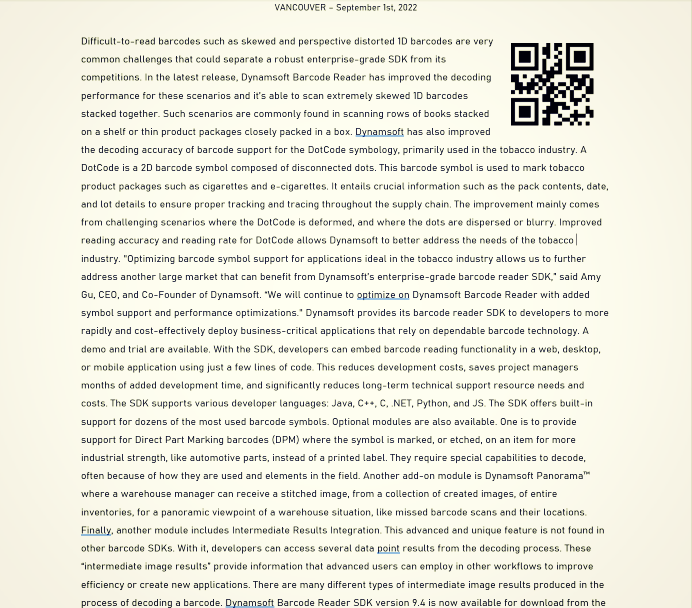 VANCOUVER – September 1st, 2022
Difficult-to-read barcodes such as skewed and perspective distorted 1D barcodes are very
common challenges that could separate a robust enterprise-grade SDK from its
competitions. In the latest release, Dynamsoft Barcode Reader has improved the decoding
performance for these scenarios and it's able to scan extremely skewed 1D barcodes
stacked together. Such scenarios are commonly found in scanning rows of books stacked
on a shelf or thin product packages closely packed in a box. Dynamsoft has also improved
the decoding accuracy of barcode support for the DotCode symbology, primarily used in the tobacco industry. A
DotCode is a 2D barcode symbol composed of disconnected dots. This barcode symbol is used to mark tobacco
product packages such as cigarettes and e-cigarettes. It entails crucial information such as the pack contents, date,
and lot details to ensure proper tracking and tracing throughout the supply chain. The improvement mainly comes
from challenging scenarios where the DotCode is deformed, and where the dots are dispersed or blurry. Improved
reading accuracy and reading rate for DotCode allows Dynamsoft to better address the needs of the tobacco
industry. "Optimizing barcode symbol support for applications ideal in the tobacco industry allows us to further
address another large market that can benefit from Dynamsoft's enterprise-grade barcode reader SDK," said Amy
Gu, CEO, and Co-Founder of Dynamsoft. "We will continue to optimize on Dynamsoft Barcode Reader with added
symbol support and performance optimizations." Dynamsoft provides its barcode reader SDK to developers to more
rapidly and cost-effectively deploy business-critical applications that rely on dependable barcode technology. A
demo and trial are available. With the SDK, developers can embed barcode reading functionality in a web, desktop,
or mobile application using just a few lines of code. This reduces development costs, saves project managers
months of added development time, and significantly reduces long-term technical support resource needs and
costs. The SDK supports various developer languages: Java, C++, C, .NET, Python, and JS. The SDK offers built-in
support for dozens of the most used barcode symbols. Optional modules are also available. One is to provide
support for Direct Part Marking barcodes (DPM) where the symbol is marked, or etched, on an item for more
industrial strength, like automotive parts, instead of a printed label. They require special capabilities to decode,
often because of how they are used and elements in the field. Another add-on module is Dynamsoft Panorama™
where a warehouse manager can receive a stitched image, from a collection of created images, of entire
inventories, for a panoramic viewpoint of a warehouse situation, like missed barcode scans and their locations.
Finally, another module includes Intermediate Results Integration. This advanced and unique feature is not found in
other barcode SDKs. With it, developers can access several data point results from the decoding process. These
"intermediate image results" provide information that advanced users can employ in other workflows to improve
efficiency or create new applications. There are many different types of intermediate image results produced in the
process of decoding a barcode. Dynamsoft Barcode Reader SDK version 9.4 is now available for download from the